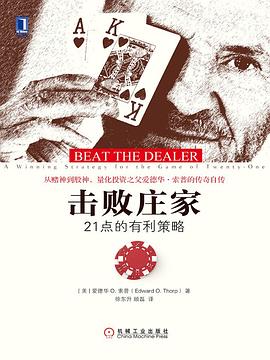 A K
BEAT THE DEALER
A Winning Strategy for the Game of Twenty-One
从赌神到股神、量化投资之父爱德华·索普的传奇自传
击败庄家
21点的有利策略
[美] 爱德华 O. 索普 (Edward O. Thorp) 著
徐东升 顾磊 译
机械工业出版社
CHINA MACHINE PRESS